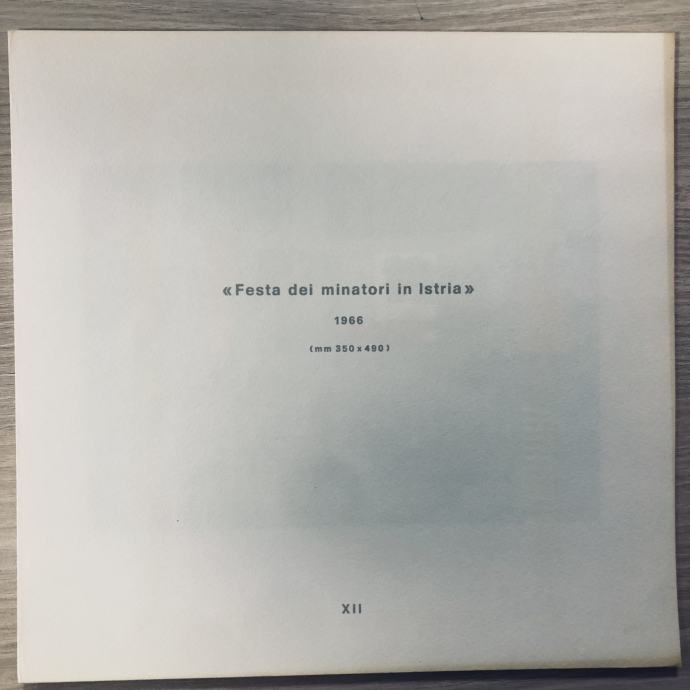 «Festa dei minatori in Istria»
1966
(mm 350 x 490)
XII